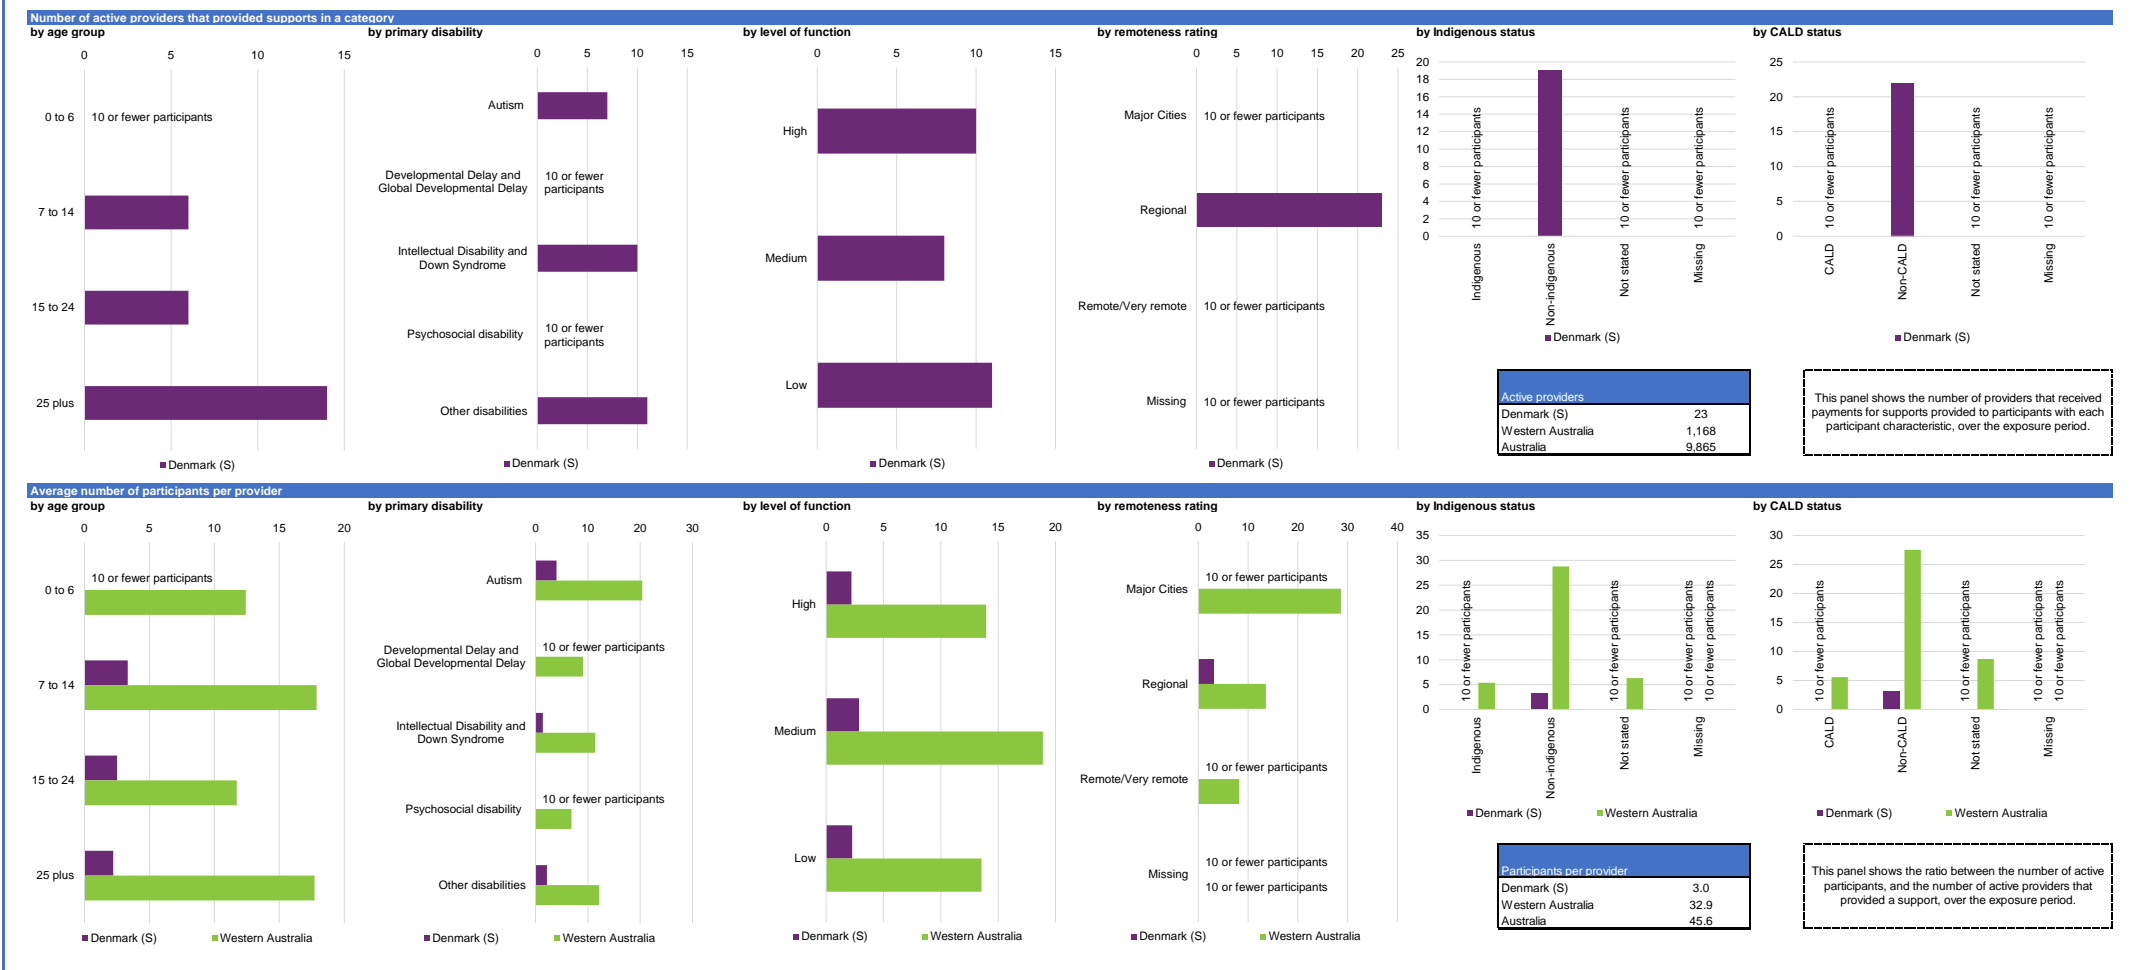 Number of active providers that provided supports in a category
by age group
0 5 10 15
0 to 6
10 or fewer participants
7 to 14
15 to 24
25 plus
Denmark (S)
by primary disability
0 5 10 15
Autism
Developmental Delay and
Global Developmental Delay
10 or fewer
participants
Intellectual Disability and
Down Syndrome
Psychosocial disability
10 or fewer
participants
Other disabilities
Denmark (S)
by level of function
0 5 10 15
High
Medium
Low
Denmark (S)
by remoteness rating
0 5 10 15 20 25
Major Cities
10 or fewer participants
Regional
Remote/Very remote
10 or fewer participants
Missing
10 or fewer participants
Denmark (S)
by Indigenous status
20
18
16
14
12
10
8
6
4
2
0
10 or fewer participants
10 or fewer participants
10 or fewer participants
Indigenous
Non-indigenous
Not stated
Missing
Denmark (S)
by CALD status
25
20
15
10
5
0
10 or fewer participants
10 or fewer participants
10 or fewer participants
CALD
Non-CALD
Not stated
Missing
Denmark (S)
Active providers
Denmark (S) 23
Western Australia 1,168
Australia 9,865
This panel shows the number of providers that received
payments for supports provided to participants with each
participant characteristic, over the exposure period.
Average number of participants per provider
by age group
0 5 10 15 20
0 to 6
10 or fewer participants
7 to 14
15 to 24
25 plus
Denmark (S) Western Australia
by primary disability
0 10 20 30
Autism
Developmental Delay and
Global Developmental Delay
10 or fewer participants
Intellectual Disability and
Down Syndrome
Psychosocial disability
10 or fewer participants
Other disabilities
Denmark (S) Western Australia
by level of function
0 5 10 15 20
High
Medium
Low
Denmark (S) Western Australia
by remoteness rating
0 10 20 30 40
Major Cities
10 or fewer participants
Regional
Remote/Very remote
10 or fewer participants
Missing
10 or fewer participants
10 or fewer participants
Denmark (S) Western Australia
by Indigenous status
35
30
25
20
15
10
5
0
10 or fewer participants
10 or fewer participants
10 or fewer participants
10 or fewer participants
Indigenous
Non-indigenous
Not stated
Missing
Denmark (S) Western Australia
by CALD status
30
25
20
15
10
5
0
10 or fewer participants
10 or fewer participants
10 or fewer participants
10 or fewer participants
CALD
Non-CALD
Not stated
Missing
Denmark (S) Western Australia
Participants per provider
Denmark (S) 3.0
Western Australia 32.9
Australia 45.6
This panel shows the ratio between the number of active
participants, and the number of active providers that
provided a support, over the exposure period.